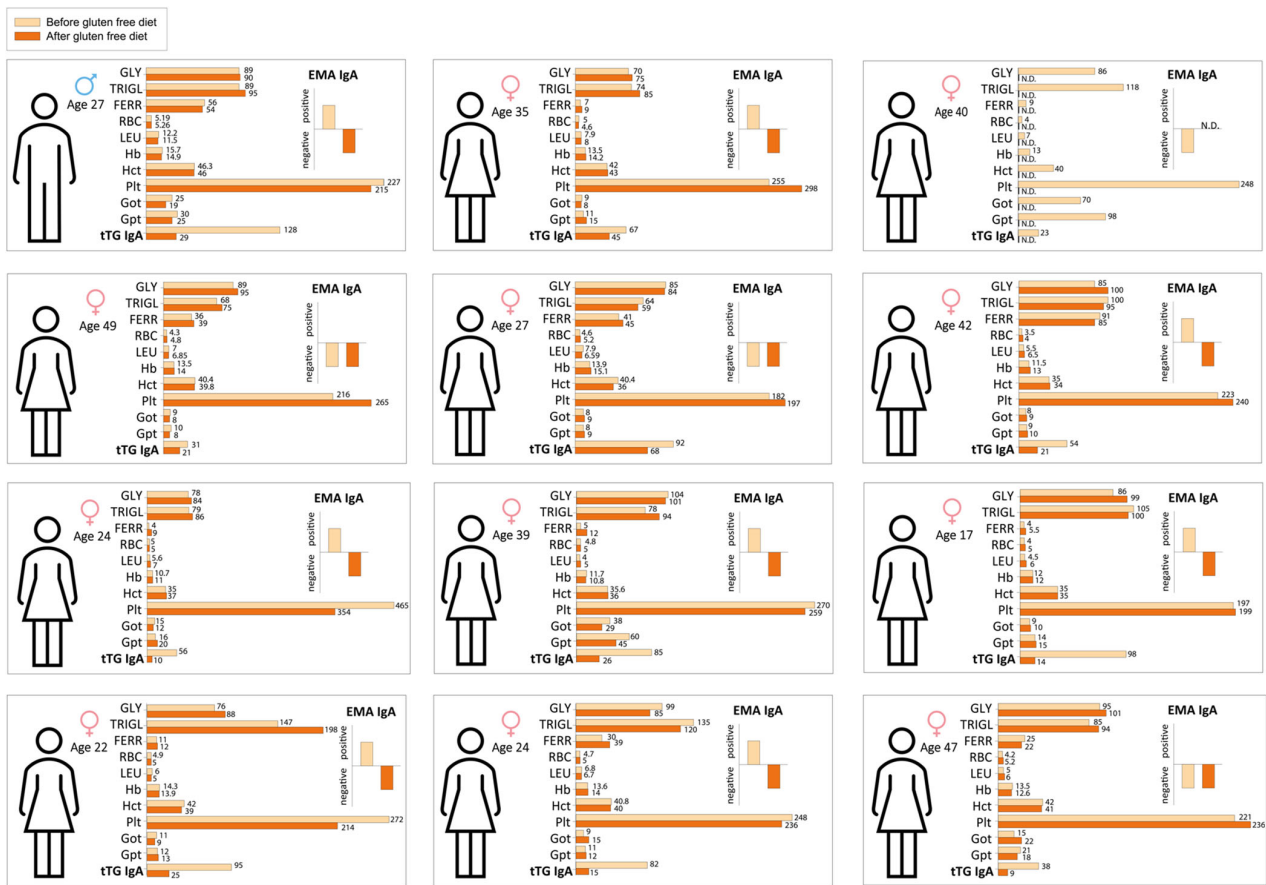 Before gluten free diet
After gluten free diet
Age 27
EMA IgA
positive
negative
GLY 89 90
TRIGL 89 95
FERR 56 54
RBC 5.19 5.26
LEU 12.2 11.5
Hb 15.7 14.9
Hct 46.3 46
Plt 227 215
Got 25 19
Gpt 30 25
tTG IgA 128 29
Age 35
EMA IgA
positive
negative
GLY 70 75
TRIGL 74 85
FERR 7 9
RBC 5 4.6
LEU 7.9 8
Hb 13.5 14.2
Hct 42 43
Plt 255 298
Got 9 8
Gpt 11 15
tTG IgA 67 45
Age 40
EMA IgA
positive
negative
N.D.
GLY 86 N.D.
TRIGL 118 N.D.
FERR 9 N.D.
RBC 4 N.D.
LEU 7 N.D.
Hb 13 N.D.
Hct 40 N.D.
Plt 248 N.D.
Got 70 N.D.
Gpt 98 N.D.
tTG IgA 23 N.D.
Age 49
EMA IgA
positive
negative
GLY 89 95
TRIGL 68 75
FERR 36 39
RBC 4.3 4.8
LEU 7 6.85
Hb 13.5 14
Hct 40.4 39.8
Plt 216 265
Got 9 8
Gpt 10 8
tTG IgA 31 21
Age 27
EMA IgA
positive
negative
GLY 85 84
TRIGL 64 59
FERR 41 45
RBC 4.6 5.2
LEU 7.9 6.59
Hb 13.9 15.1
Hct 40.4 36
Plt 182 197
Got 8 9
Gpt 8 9
tTG IgA 92 68
Age 42
EMA IgA
positive
negative
GLY 85 100
TRIGL 100 95
FERR 91 85
RBC 3.5 4
LEU 5.5 6.5
Hb 11.5 13
Hct 35 34
Plt 223 240
Got 8 9
Gpt 9 10
tTG IgA 54 21
Age 24
EMA IgA
positive
negative
GLY 78 84
TRIGL 79 86
FERR 4 9
RBC 5 5
LEU 5.6 7
Hb 10.7 11
Hct 35 37
Plt 465 354
Got 15 12
Gpt 16 20
tTG IgA 56 10
Age 39
EMA IgA
positive
negative
GLY 104 101
TRIGL 78 94
FERR 5 12
RBC 4.8 5
LEU 4 5
Hb 11.7 10.8
Hct 35.6 36
Plt 270 259
Got 38 29
Gpt 60 45
tTG IgA 85 26
Age 17
EMA IgA
positive
negative
GLY 86 99
TRIGL 105 100
FERR 4 5.5
RBC 4 5
LEU 4.5 6
Hb 12 12
Hct 35 35
Plt 197 199
Got 9 10
Gpt 14 15
tTG IgA 98 14
Age 22
EMA IgA
positive
negative
GLY 76 88
TRIGL 147 198
FERR 11 12
RBC 4.9 5
LEU 6 5
Hb 14.3 13.9
Hct 42 39
Plt 272 214
Got 11 9
Gpt 12 13
tTG IgA 95 25
Age 24
EMA IgA
positive
negative
GLY 99 85
TRIGL 135 120
FERR 30 39
RBC 4.7 5
LEU 6.8 6.7
Hb 13.6 14
Hct 40.8 40
Plt 248 236
Got 9 15
Gpt 11 12
tTG IgA 82 15
Age 47
EMA IgA
positive
negative
GLY 95 101
TRIGL 85 94
FERR 25 22
RBC 4.2 5.2
LEU 5 6
Hb 13.5 12.6
Hct 42 41
Plt 221 236
Got 15 22
Gpt 21 18
tTG IgA 38 9